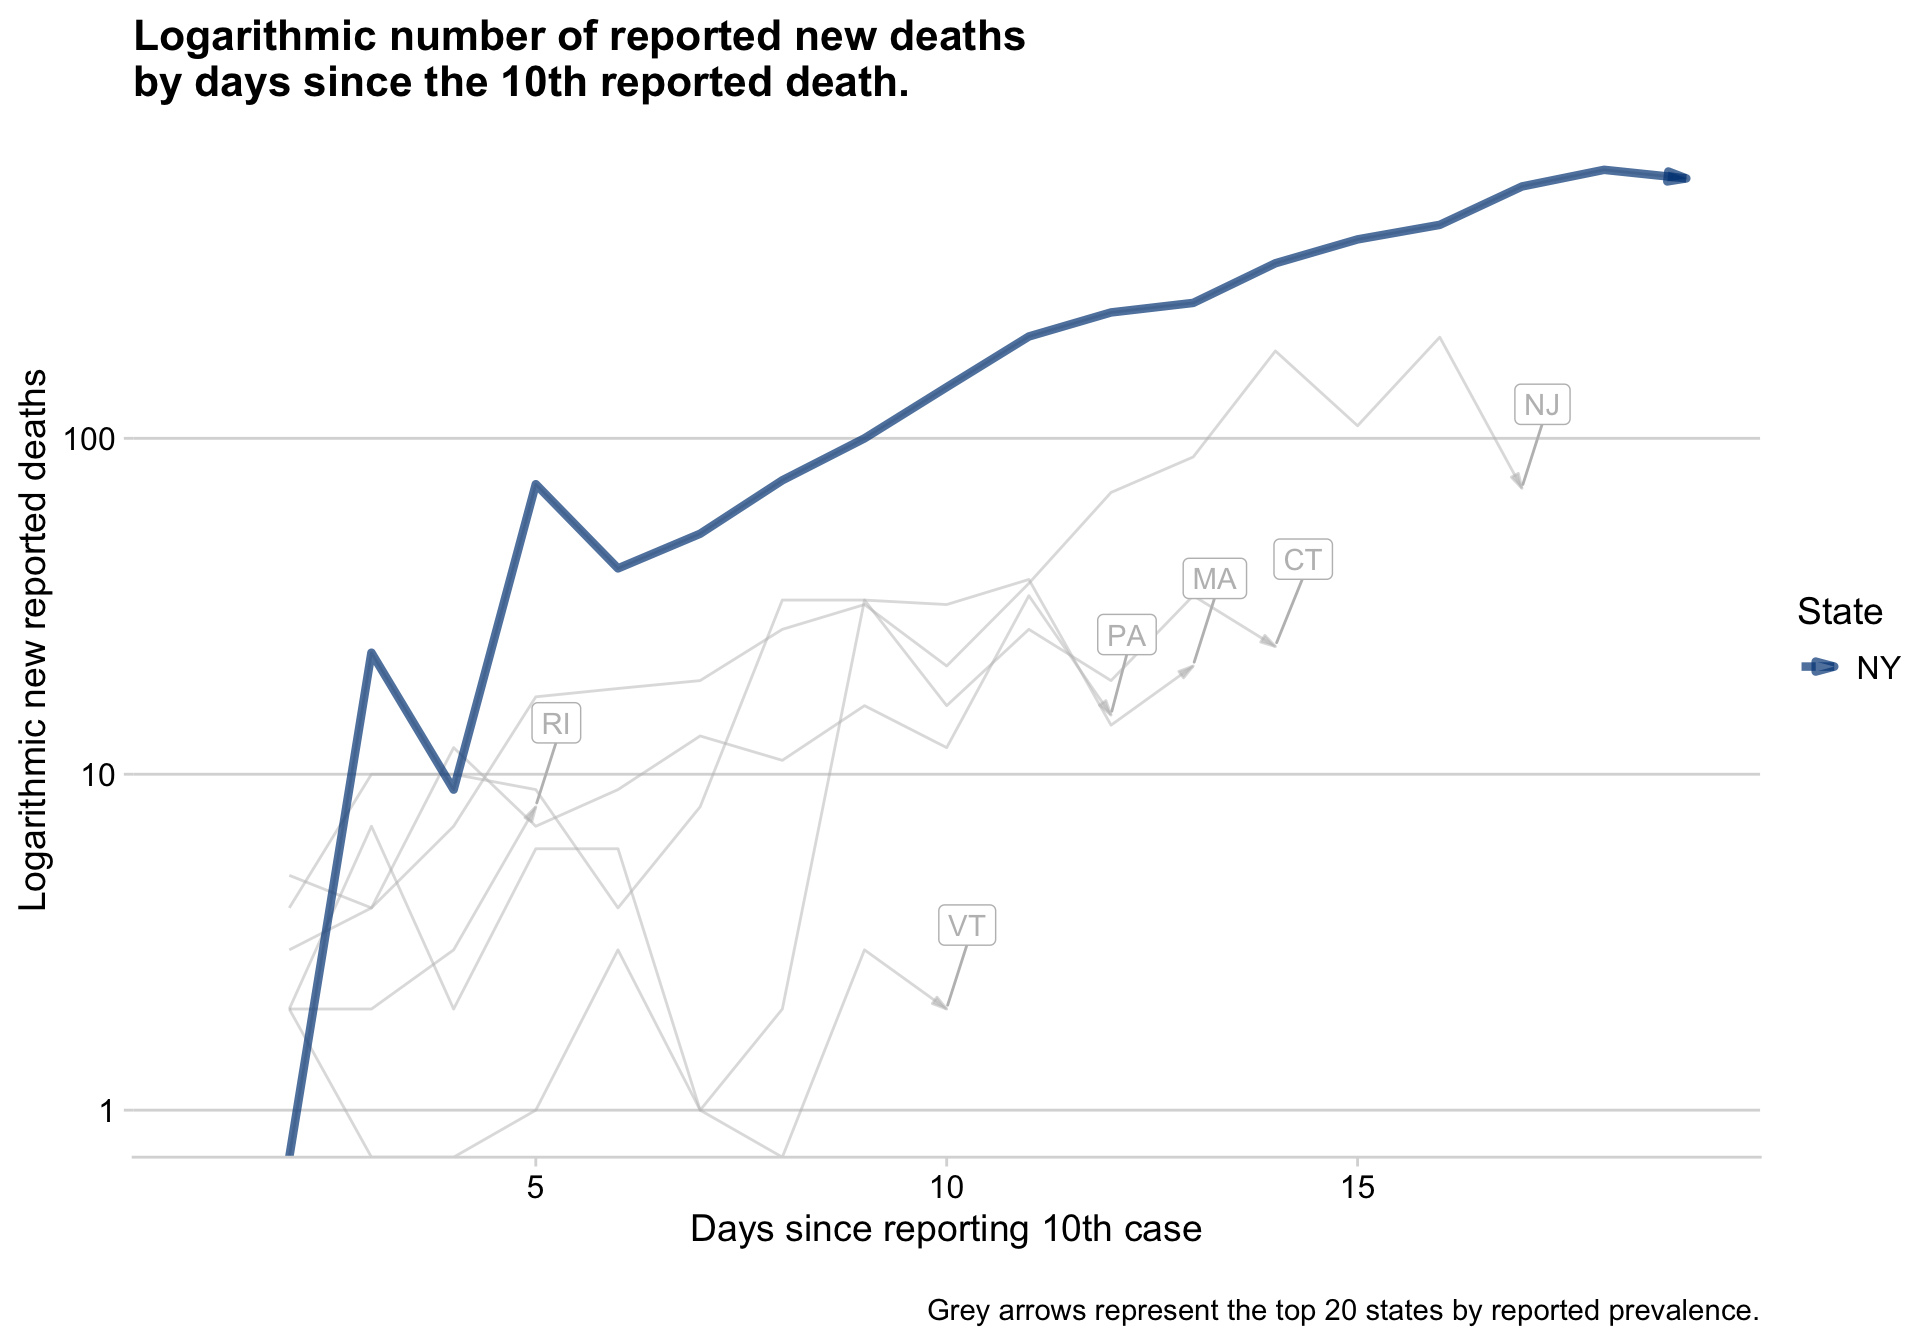 Logarithmic number of reported new deaths
by days since the 10th reported death.
Logarithmic new reported deaths
100
10
1
NJ
CT
MA
PA
RI
VT
State
NY
5
10
15
Days since reporting 10th case
Grey arrows represent the top 20 states by reported prevalence.